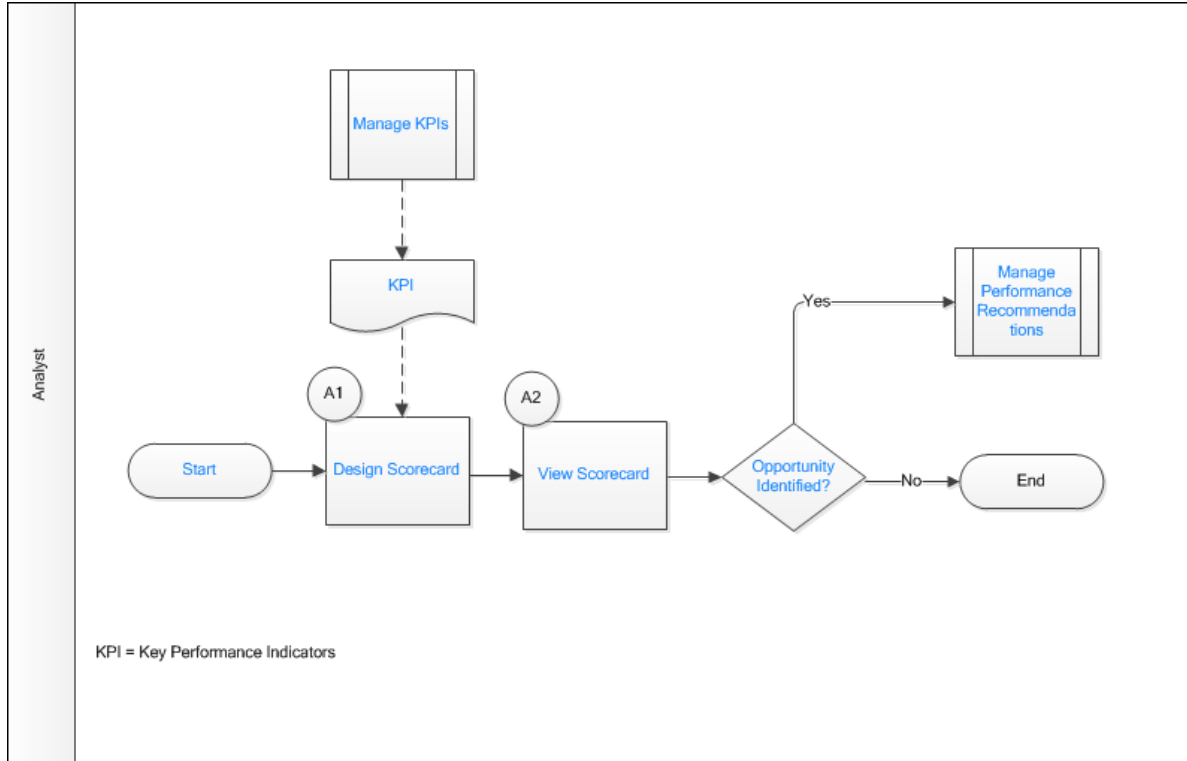 Analyst
Manage KPIs
KPI
A1
A2
Start
Design Scorecard
View Scorecard
Opportunity
Identified?
Yes
Manage
Performance
Recommenda
tions
No
End
KPI = Key Performance Indicators